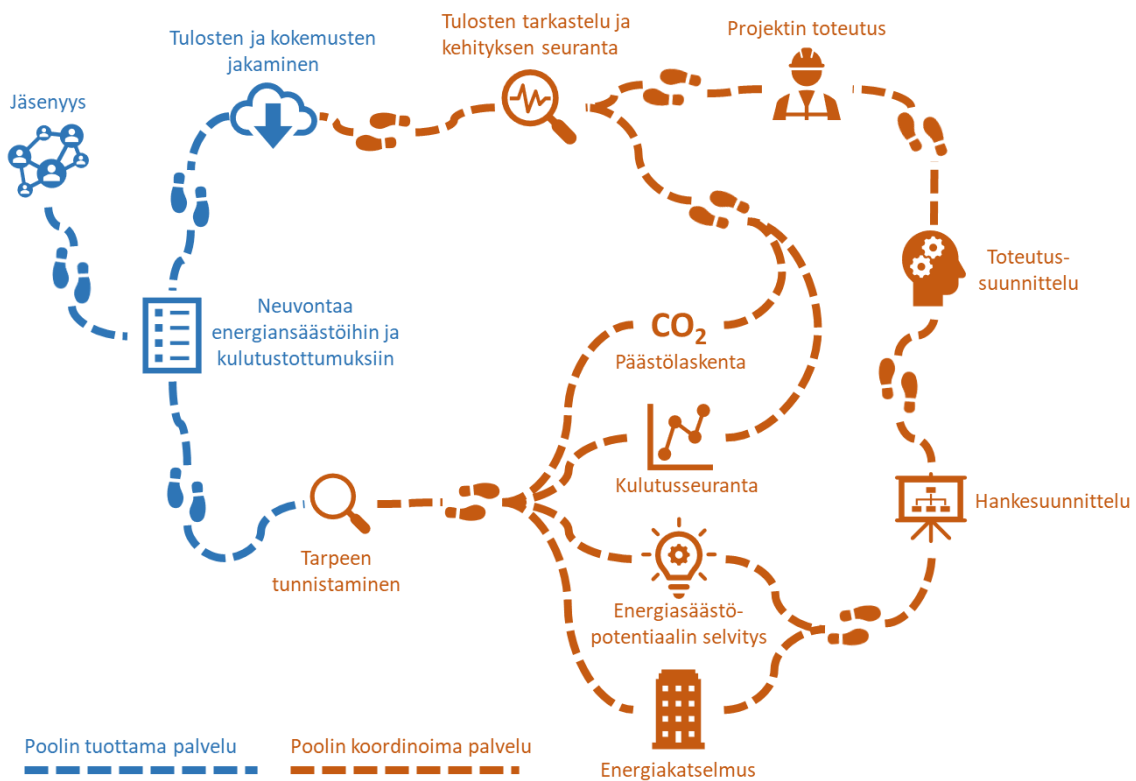 Tulosten ja kokemusten
jakaminen
Tulosten tarkastelu ja
kehityksen seuranta
Projektin toteutus
Jäsenyys
Neuvontaa
energiansäästöihin ja
kulutustottumuksiin
Toteutus-
suunnittelu
CO₂
Päästölaskenta
Kulutusseuranta
Hankesuunnittelu
Tarpeen
tunnistaminen
Energiasäästö-
potentiaalin selvitys
Energiakatselmus
Poolin tuottama palvelu
Poolin koordinoima palvelu